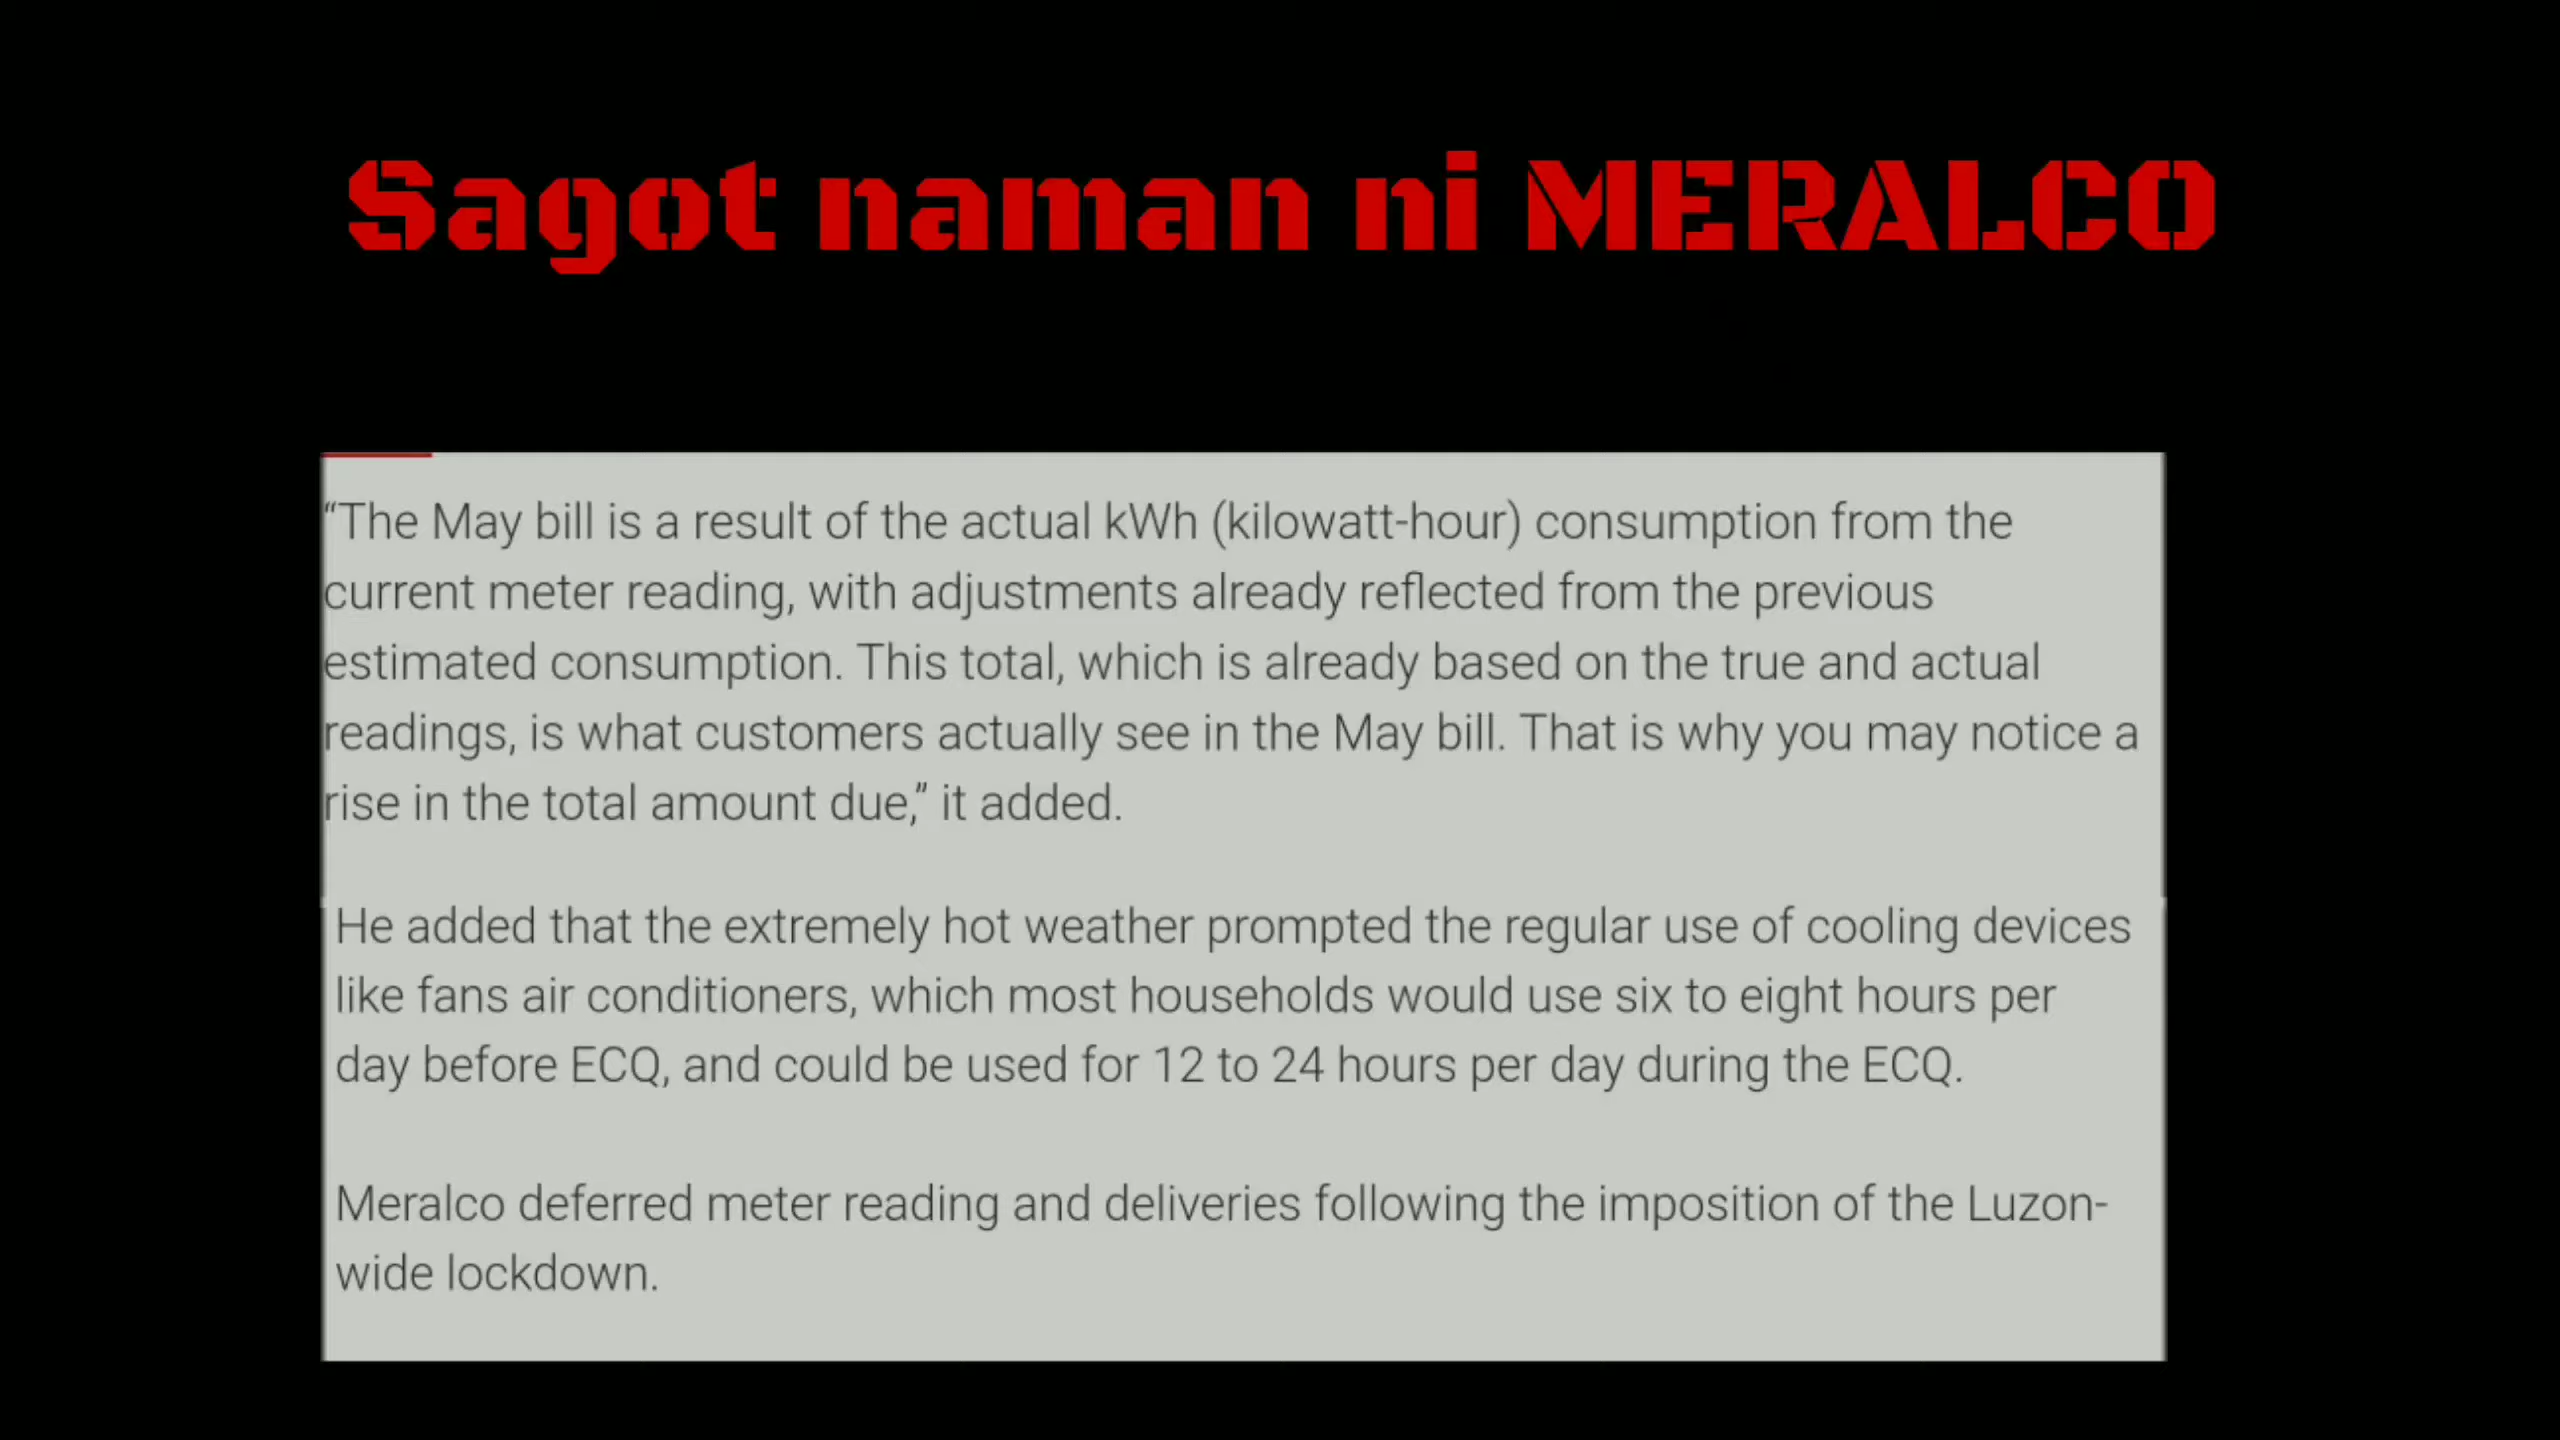 Sagot naman ni MERALCO
“The May bill is a result of the actual kWh (kilowatt-hour) consumption from the
current meter reading, with adjustments already reflected from the previous
estimated consumption. This total, which is already based on the true and actual
readings, is what customers actually see in the May bill. That is why you may notice a
rise in the total amount due,” it added.
He added that the extremely hot weather prompted the regular use of cooling devices
like fans air conditioners, which most households would use six to eight hours per
day before ECQ, and could be used for 12 to 24 hours per day during the ECQ.
Meralco deferred meter reading and deliveries following the imposition of the Luzon-
wide lockdown.